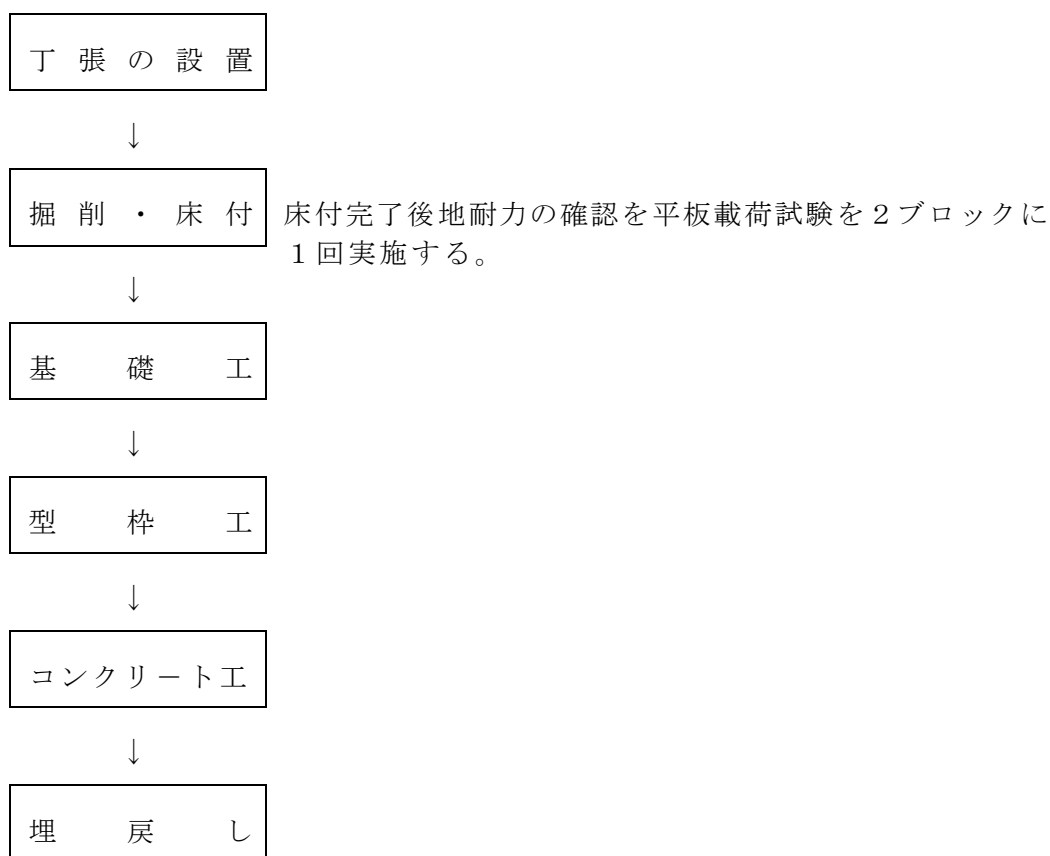 丁張の設置
↓
掘削・床付
床付完了後地耐力の確認を平板載荷試験を２ブロックに
１回実施する。
↓
基礎工
↓
型枠工
↓
コンクリート工
↓
埋戻し